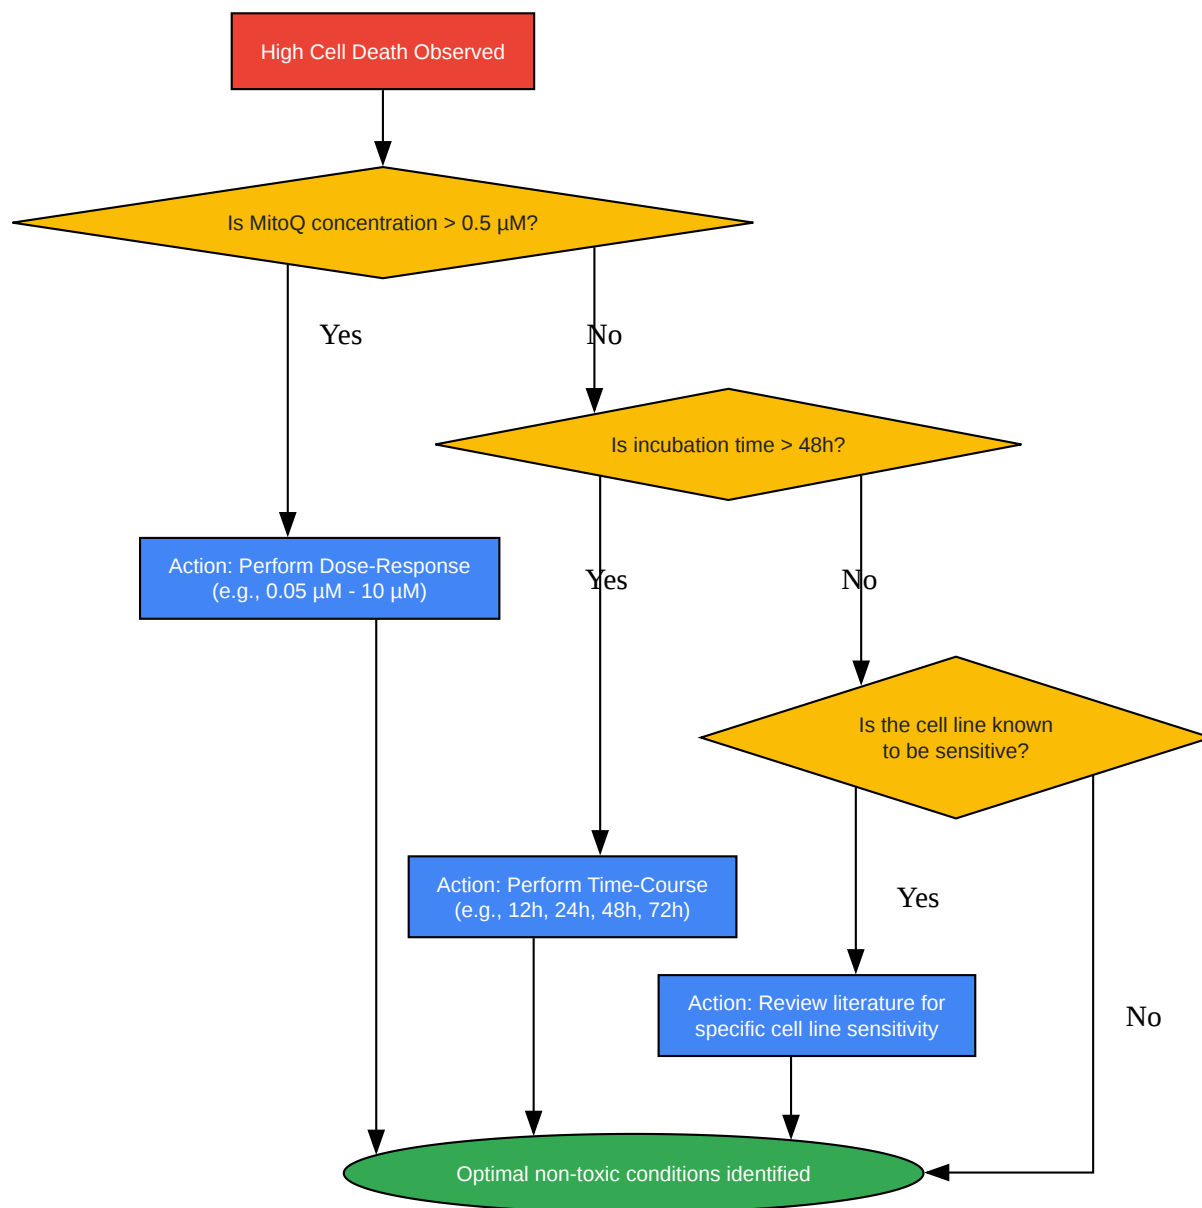 High Cell Death Observed
Is MitoQ concentration > 0.5 µM?
Yes
No
Is incubation time > 48h?
Action: Perform Dose-Response
(e.g., 0.05 µM - 10 µM)
Yes
No
Is the cell line known
to be sensitive?
Action: Perform Time-Course
(e.g., 12h, 24h, 48h, 72h)
Yes
Action: Review literature for
specific cell line sensitivity
No
Optimal non-toxic conditions identified